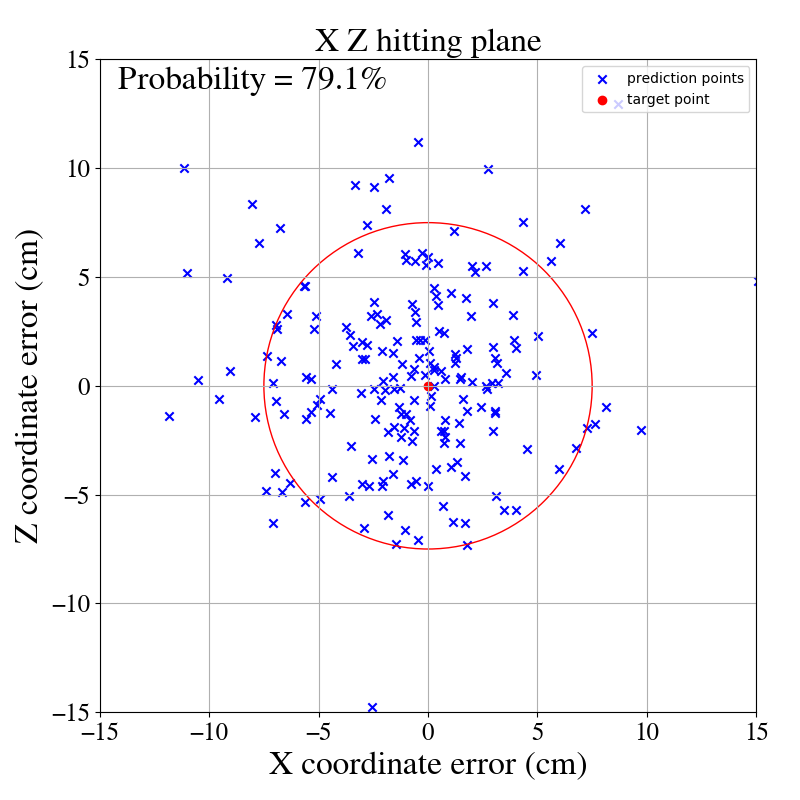 X Z hitting plane
Probability = 79.1%
prediction points
target point
Z coordinate error (cm)
15
10
5
0
−5
−10
−15
−15
−10
−5
0
5
10
15
X coordinate error (cm)